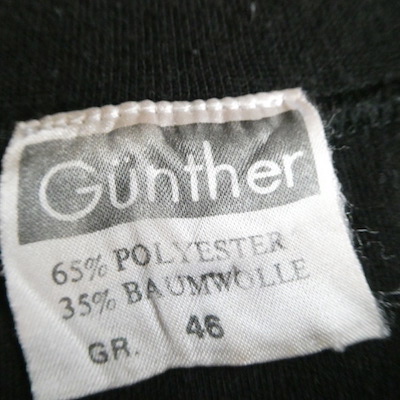 Günther
65% POLYESTER
35% BAUMWOLLE
GR. 46